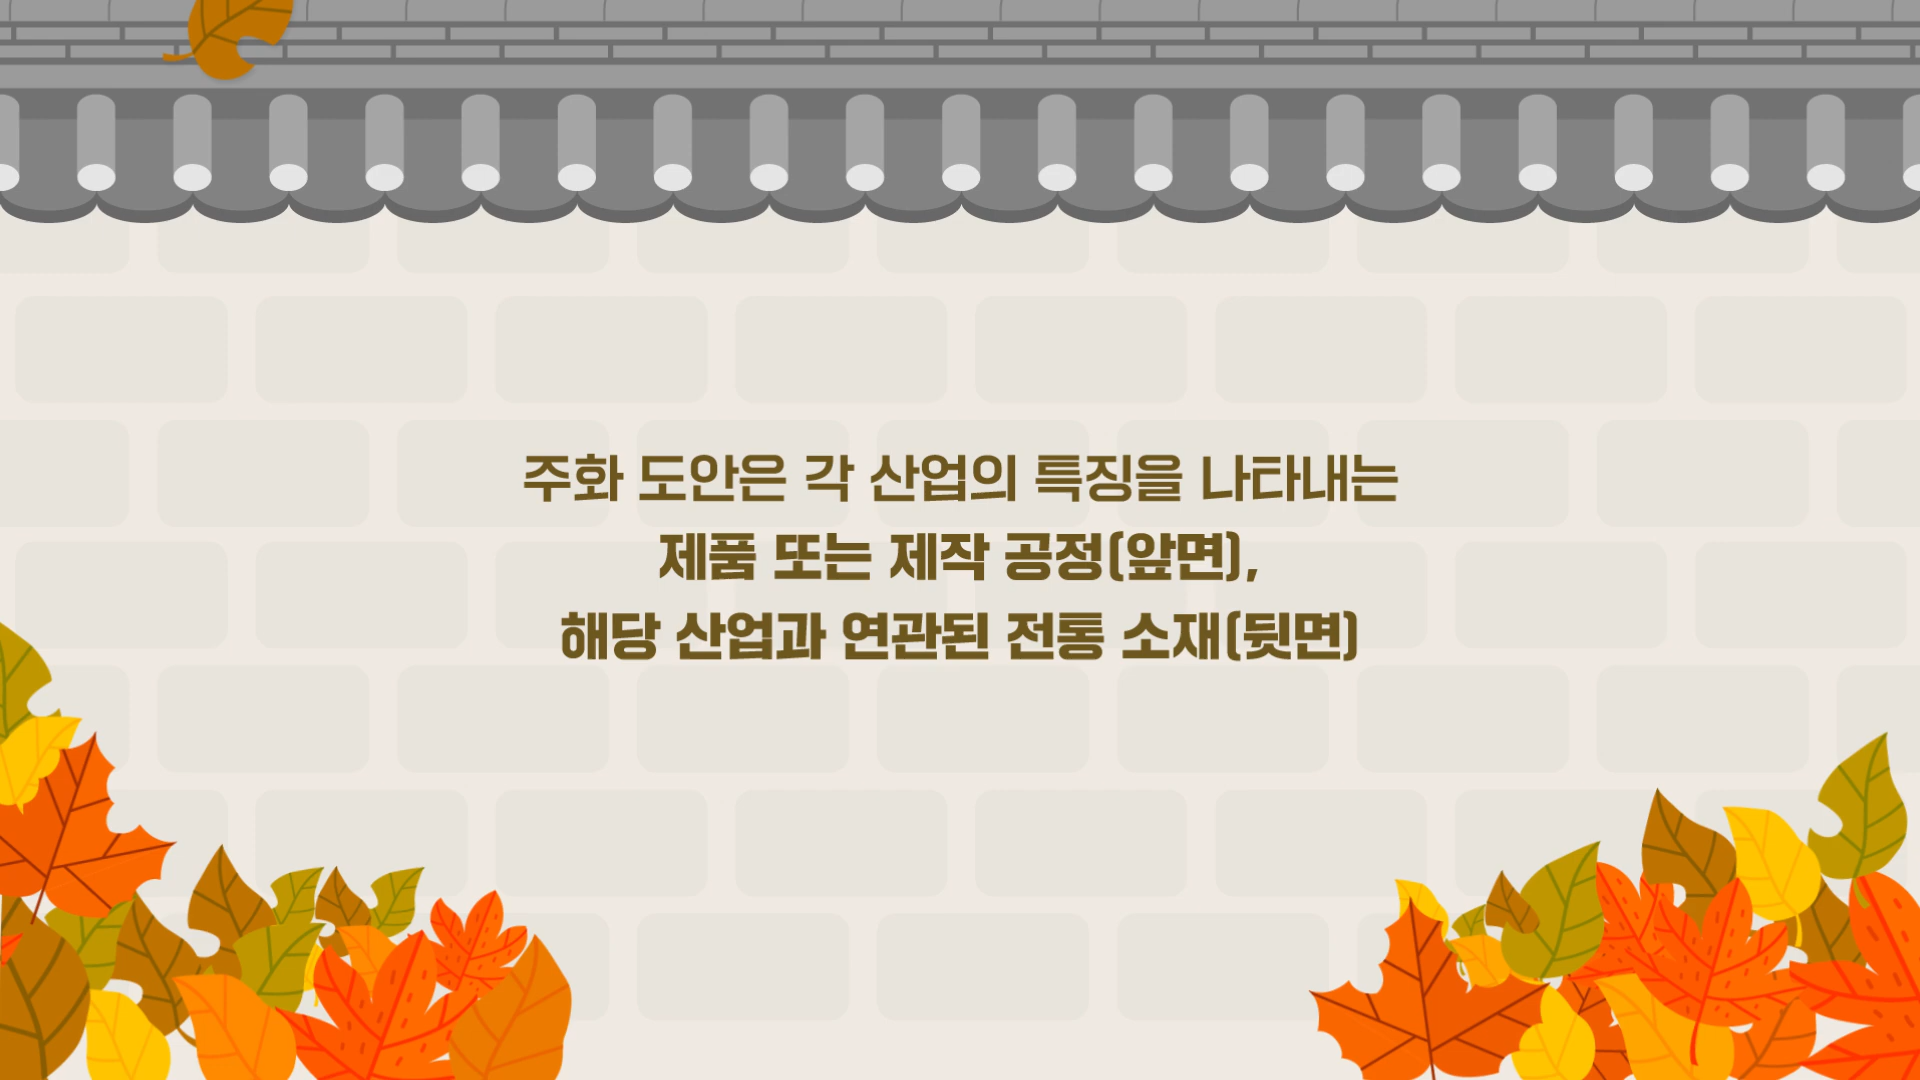 주화 도안은 각 산업의 특징을 나타내는
제품 또는 제작 공정(앞면),
해당 산업과 연관된 전통 소재(뒷면)